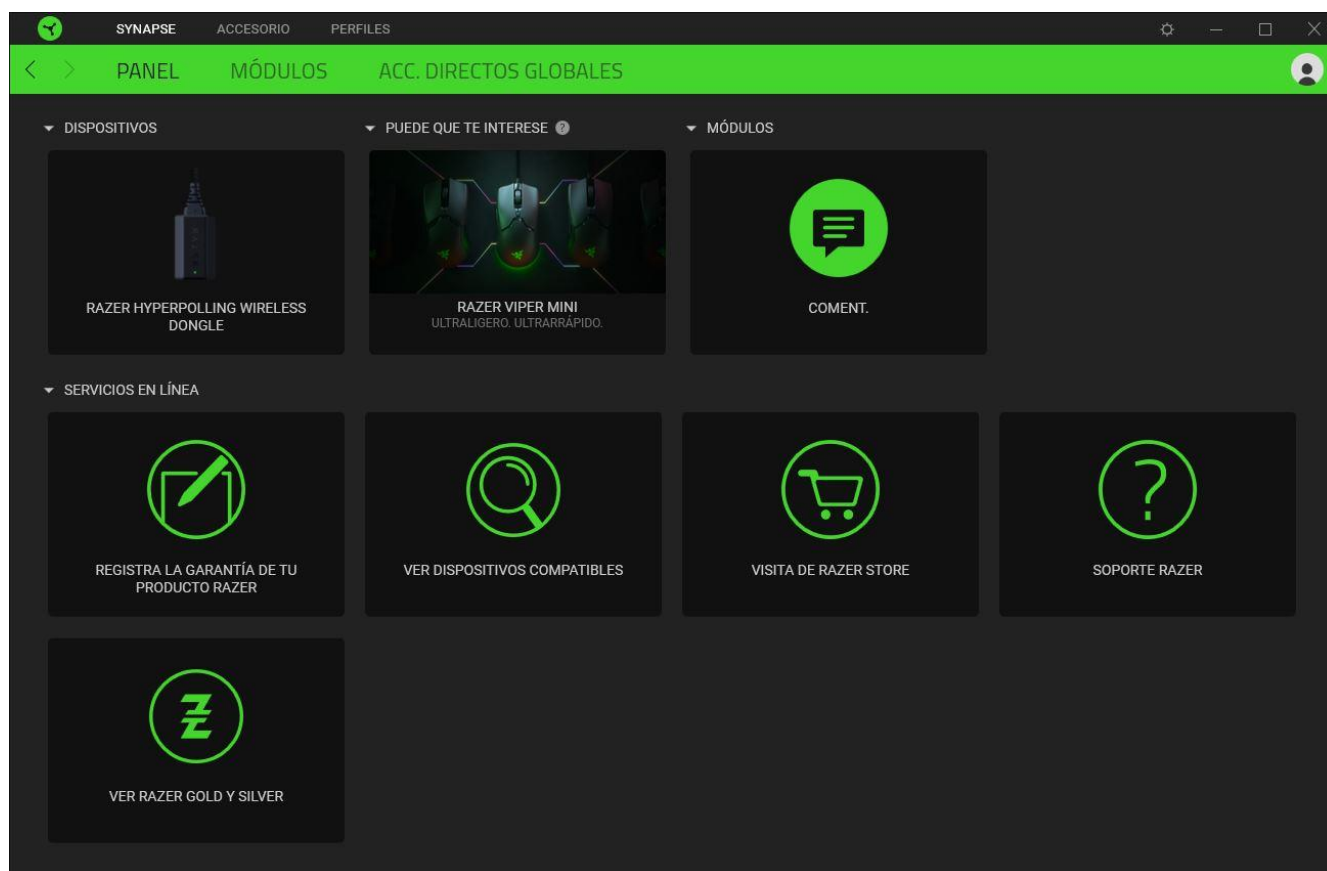 SYNAPSE ACCESORIO PERFILES
PANEL MÓDULOS ACC. DIRECTOS GLOBALES
DISPOSITIVOS
PUEDE QUE TE INTERESE ?
MÓDULOS
RAZER HYPERPOLLING WIRELESS
DONGLE
RAZER VIPER MINI
ULTRALIGERO. ULTRARRÁPIDO.
COMENT.
SERVICIOS EN LÍNEA
REGISTRA LA GARANTÍA DE TU
PRODUCTO RAZER
VER DISPOSITIVOS COMPATIBLES
VISITA DE RAZER STORE
SOPORTE RAZER
VER RAZER GOLD Y SILVER